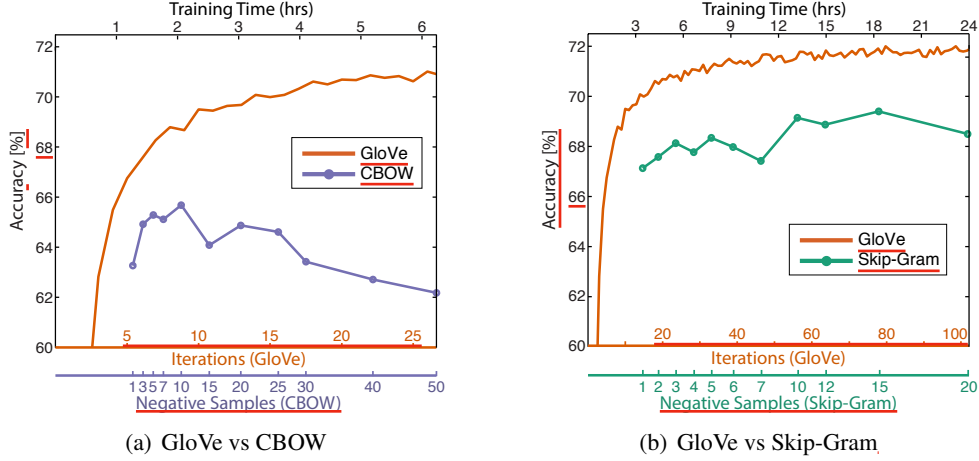 Training Time (hrs)
1 2 3 4 5 6
72
70
68
66
64
62
60
Accuracy [%]
GloVe
CBOW
5 10 15 20 25
Iterations (GloVe)
1 3 5 7 10 15 20 25 30 40 50
Negative Samples (CBOW)
(a) GloVe vs CBOW
Training Time (hrs)
3 6 9 12 15 18 21 24
72
70
68
66
64
62
60
Accuracy [%]
GloVe
Skip-Gram
20 40 60 80 100
Iterations (GloVe)
1 2 3 4 5 6 7 10 12 15 20
Negative Samples (Skip-Gram)
(b) GloVe vs Skip-Gram